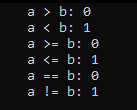 a > b: 0
a < b: 1
a >= b: 0
a <= b: 1
a == b: 0
a != b: 1